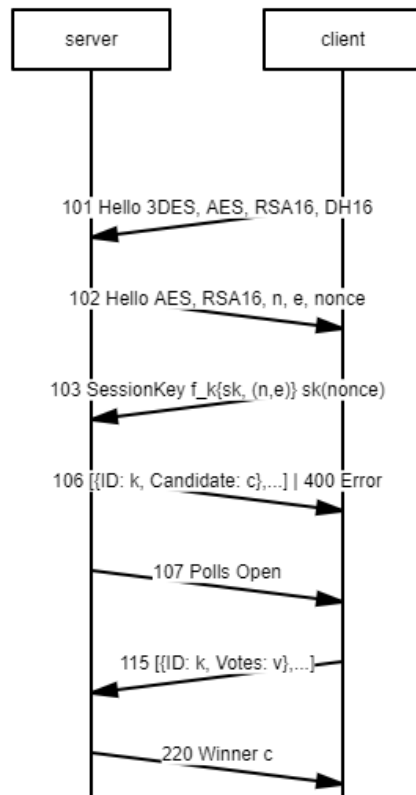 server
client
101 Hello 3DES, AES, RSA16, DH16
102 Hello AES, RSA16, n, e, nonce
103 SessionKey f_k{sk, (n,e)} sk(nonce)
106 [{ID: k, Candidate: c},...] | 400 Error
107 Polls Open
115 [{ID: k, Votes: v},...]
220 Winner c